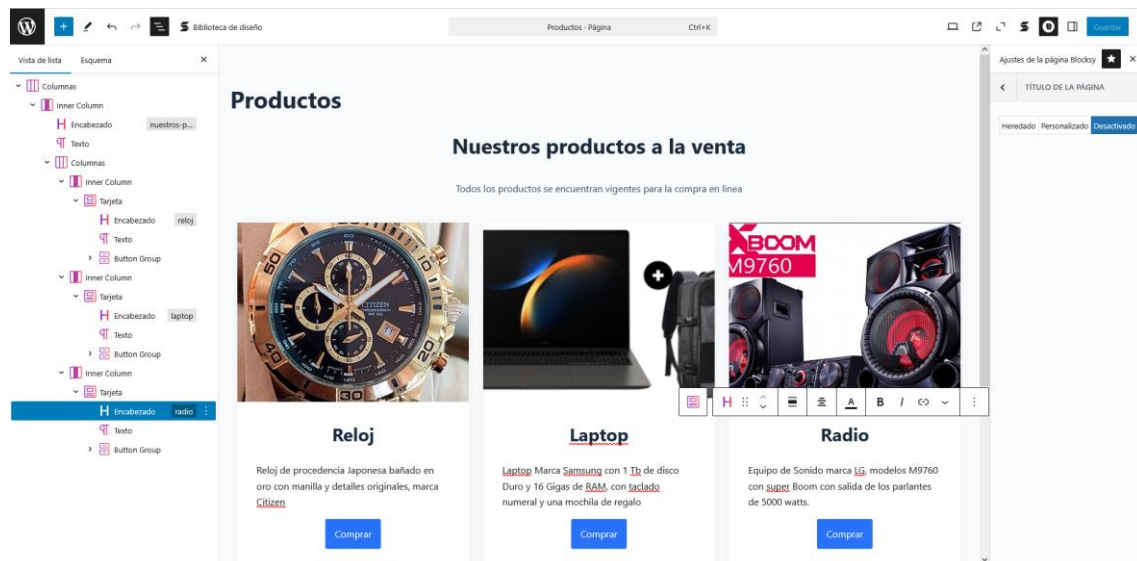 Biblioteca de diseño
Productos · Página
Ctrl+K
Guardar
Vista de lista
Esquema
Columnas
Inner Column
Encabezado
nuestros-p...
Texto
Columnas
Inner Column
Tarjeta
Encabezado
reloj
Texto
Button Group
Inner Column
Tarjeta
Encabezado
laptop
Texto
Button Group
Inner Column
Tarjeta
Encabezado
radio
Texto
Button Group
Productos
Nuestros productos a la venta
Todos los productos se encuentran vigentes para la compra en linea
CITIZEN
XBOOM
M9760
Reloj
Reloj de procedencia Japonesa bañado en
oro con manilla y detalles originales, marca
Citizen
Comprar
Laptop
Laptop Marca Samsung con 1 Tb de disco
Duro y 16 Gigas de RAM, con taclado
numeral y una mochila de regalo
Comprar
Radio
Equipo de Sonido marca LG, modelos M9760
con super Boom con salida de los parlantes
de 5000 watts.
Comprar
Ajustes de la página Blocksy
TÍTULO DE LA PÁGINA
Heredado
Personalizado
Desactivado